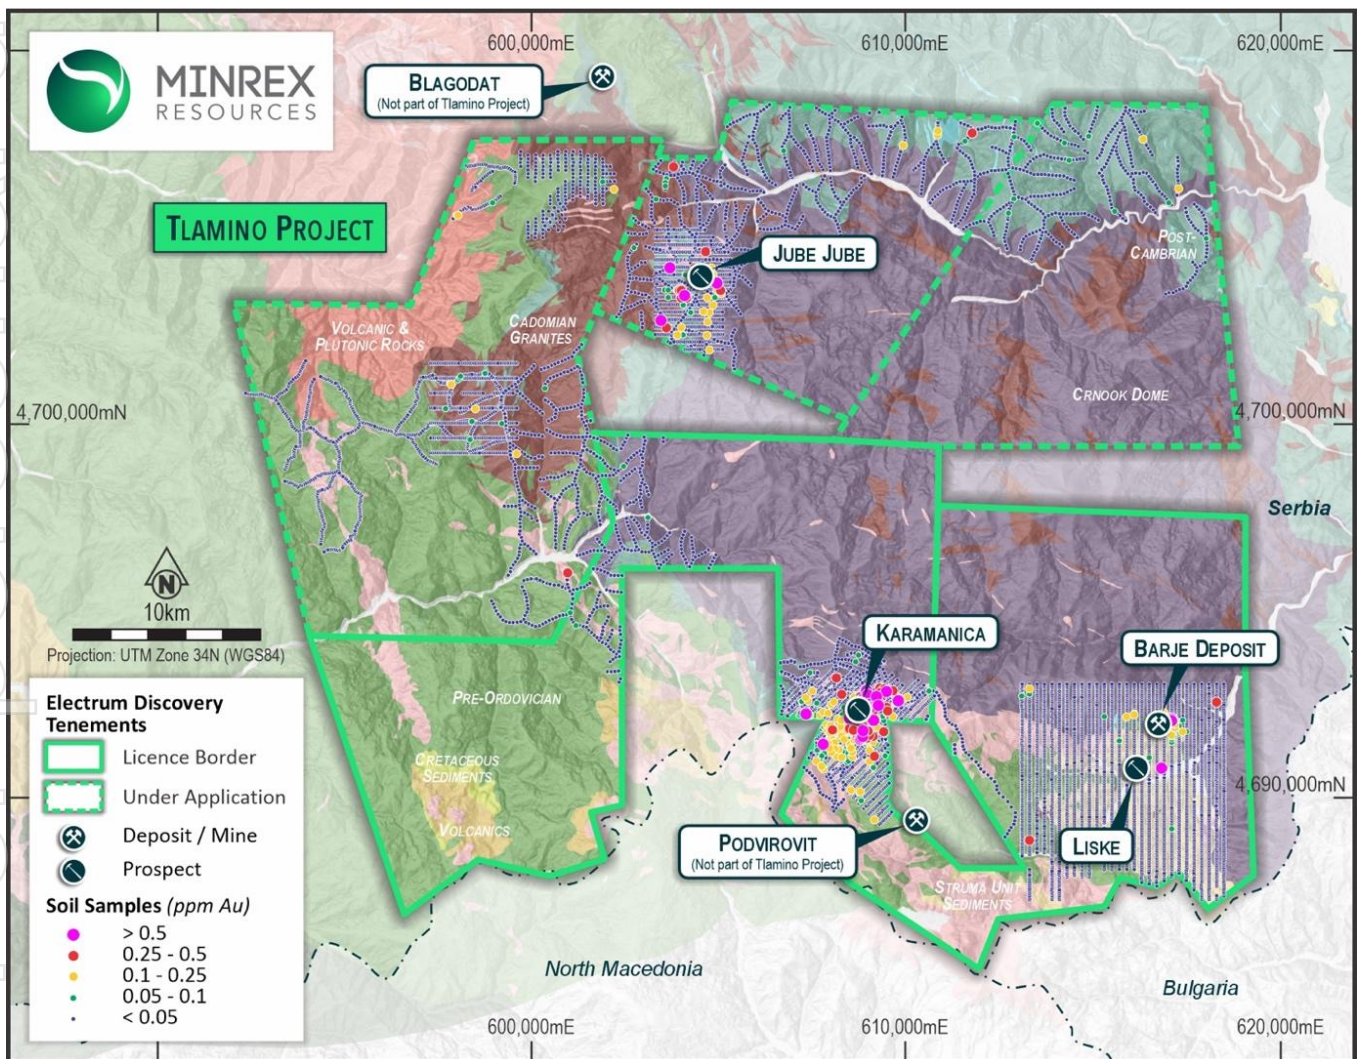 600,000mE
610,000mE
620,000mE
MINREX
RESOURCES
BLAGODAT
(Not part of Tlamino Project)
TLAMINO PROJECT
JUBE JUBE
POST-
CAMBRIAN
VOLCANIC &
PLUTONIC ROCKS
CADOMIAN
GRANITES
CRNOOK DOME
4,700,000mN
4,700,000mN
Serbia
N
10km
Projection: UTM Zone 34N (WGS84)
KARAMANICA
BARJE DEPOSIT
PRE-ORDOVICIAN
Electrum Discovery
Tenements
Licence Border
Under Application
Deposit / Mine
Prospect
Soil Samples (ppm Au)
> 0.5
0.25 - 0.5
0.1 - 0.25
0.05 - 0.1
< 0.05
CRETACEOUS
SEDIMENTS
VOLCANICS
4,690,000mN
PODVIROVIT
(Not part of Tlamino Project)
LISKE
STRUMA UNIT
SEDIMENTS
North Macedonia
Bulgaria
600,000mE
610,000mE
620,000mE